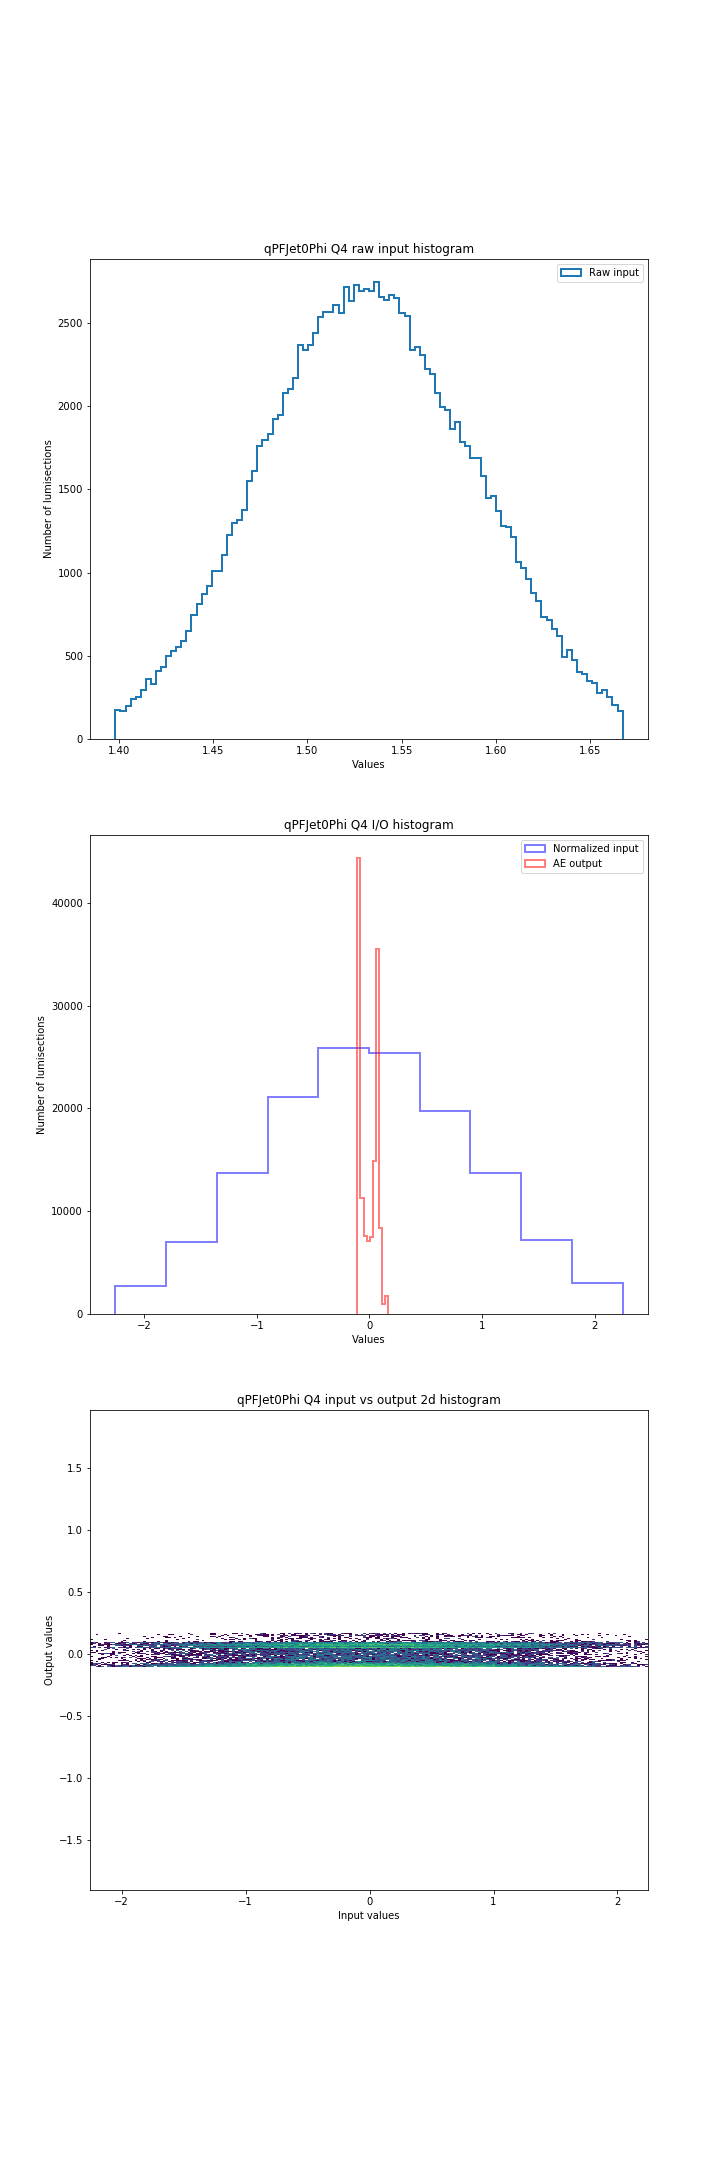 qPFJet0Phi Q4 raw input histogram
Raw input
Number of lumisections
2500
2000
1500
1000
500
0
1.40 1.45 1.50 1.55 1.60 1.65
Values
qPFJet0Phi Q4 I/O histogram
Normalized input
AE output
Number of lumisections
40000
30000
20000
10000
0
−2 −1 0 1 2
Values
qPFJet0Phi Q4 input vs output 2d histogram
Output values
1.5
1.0
0.5
0.0
−0.5
−1.0
−1.5
−2 −1 0 1 2
Input values